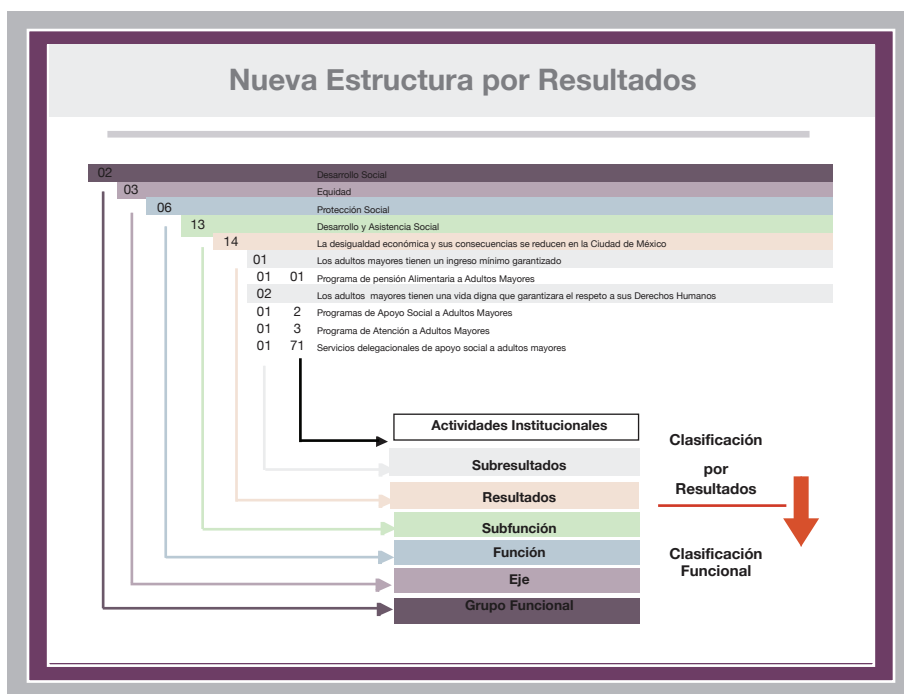 Nueva Estructura por Resultados
02 Desarrollo Social
03 Equidad
06 Protección Social
13 Desarrollo y Asistencia Social
14 La desigualdad económica y sus consecuencias se reducen en la Ciudad de México
01 Los adultos mayores tienen un ingreso mínimo garantizado
01 01 Programa de pensión Alimentaria a Adultos Mayores
02 Los adultos mayores tienen una vida digna que garantizara el respeto a sus Derechos Humanos
01 2 Programas de Apoyo Social a Adultos Mayores
01 3 Programa de Atención a Adultos Mayores
01 71 Servicios delegacionales de apoyo social a adultos mayores
Actividades Institucionales
Subresultados
Resultados
Subfunción
Función
Eje
Grupo Funcional
Clasificación
por
Resultados
Clasificación
Funcional